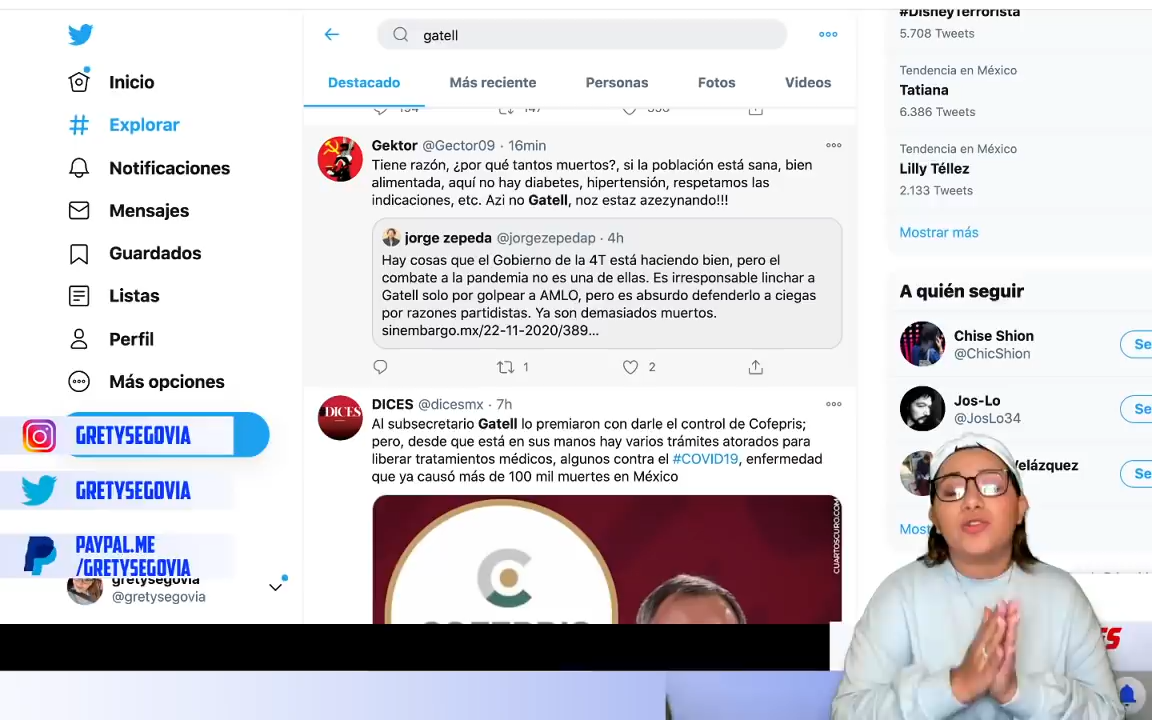 Inicio
Explorar
Notificaciones
Mensajes
Guardados
Listas
Perfil
Más opciones
GRETYSEGOVIA
GRETYSEGOVIA
PAYPAL.ME
/GRETYSEGOVIA
gretysegovia
@gretysegovia
gatell
Destacado
Más reciente
Personas
Fotos
Videos
Gektor @Gector09 · 16min
Tiene razón, ¿por qué tantos muertos?, si la población está sana, bien
alimentada, aquí no hay diabetes, hipertensión, respetamos las
indicaciones, etc. Azi no Gatell, noz estaz azezynando!!!
jorge zepeda @jorgezepedap · 4h
Hay cosas que el Gobierno de la 4T está haciendo bien, pero el
combate a la pandemia no es una de ellas. Es irresponsable linchar a
Gatell solo por golpear a AMLO, pero es absurdo defenderlo a ciegas
por razones partidistas. Ya son demasiados muertos.
sinembargo.mx/22-11-2020/389...
1
2
DICES
DICES @dicesmx · 7h
Al subsecretario Gatell lo premiaron con darle el control de Cofepris;
pero, desde que está en sus manos hay varios trámites atorados para
liberar tratamientos médicos, algunos contra el #COVID19, enfermedad
que ya causó más de 100 mil muertes en México
CUARTOSCURO.COM
#DisneyTerrorista
5.708 Tweets
Tendencia en México
Tatiana
6.386 Tweets
Tendencia en México
Lilly Téllez
2.133 Tweets
Mostrar más
A quién seguir
Chise Shion
@ChicShion
Se
Jos-Lo
@JosLo34
Se
Velázquez
Se
Most